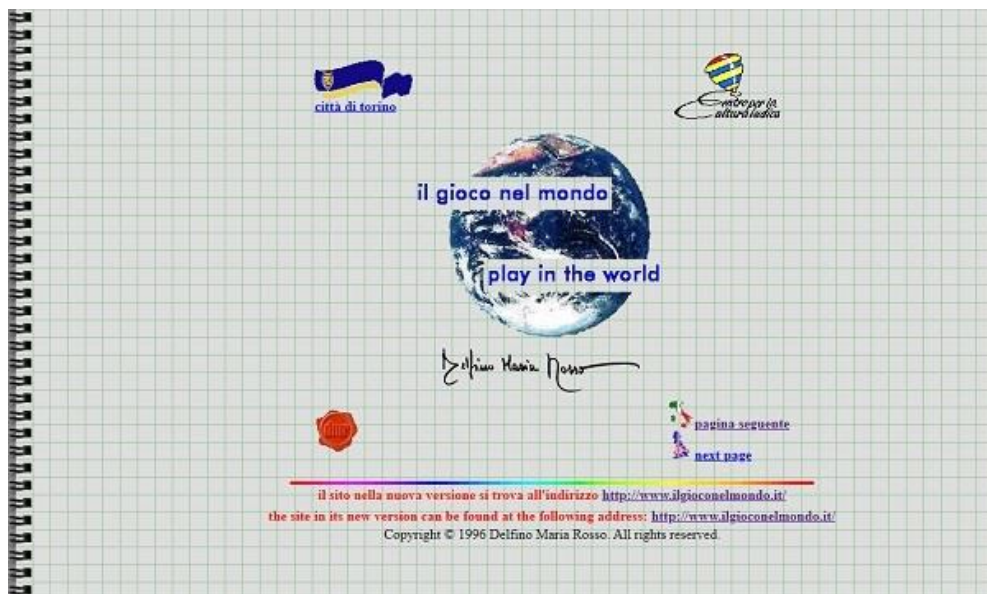 città di torino
Centro per la
Cultura ludica
il gioco nel mondo
play in the world
Delfino Maria Rosso
pagina seguente
next page
il sito nella nuova versione si trova all'indirizzo http://www.ilgioconelmondo.it/
the site in its new version can be found at the following address: http://www.ilgioconelmondo.it/
Copyright © 1996 Delfino Maria Rosso. All rights reserved.